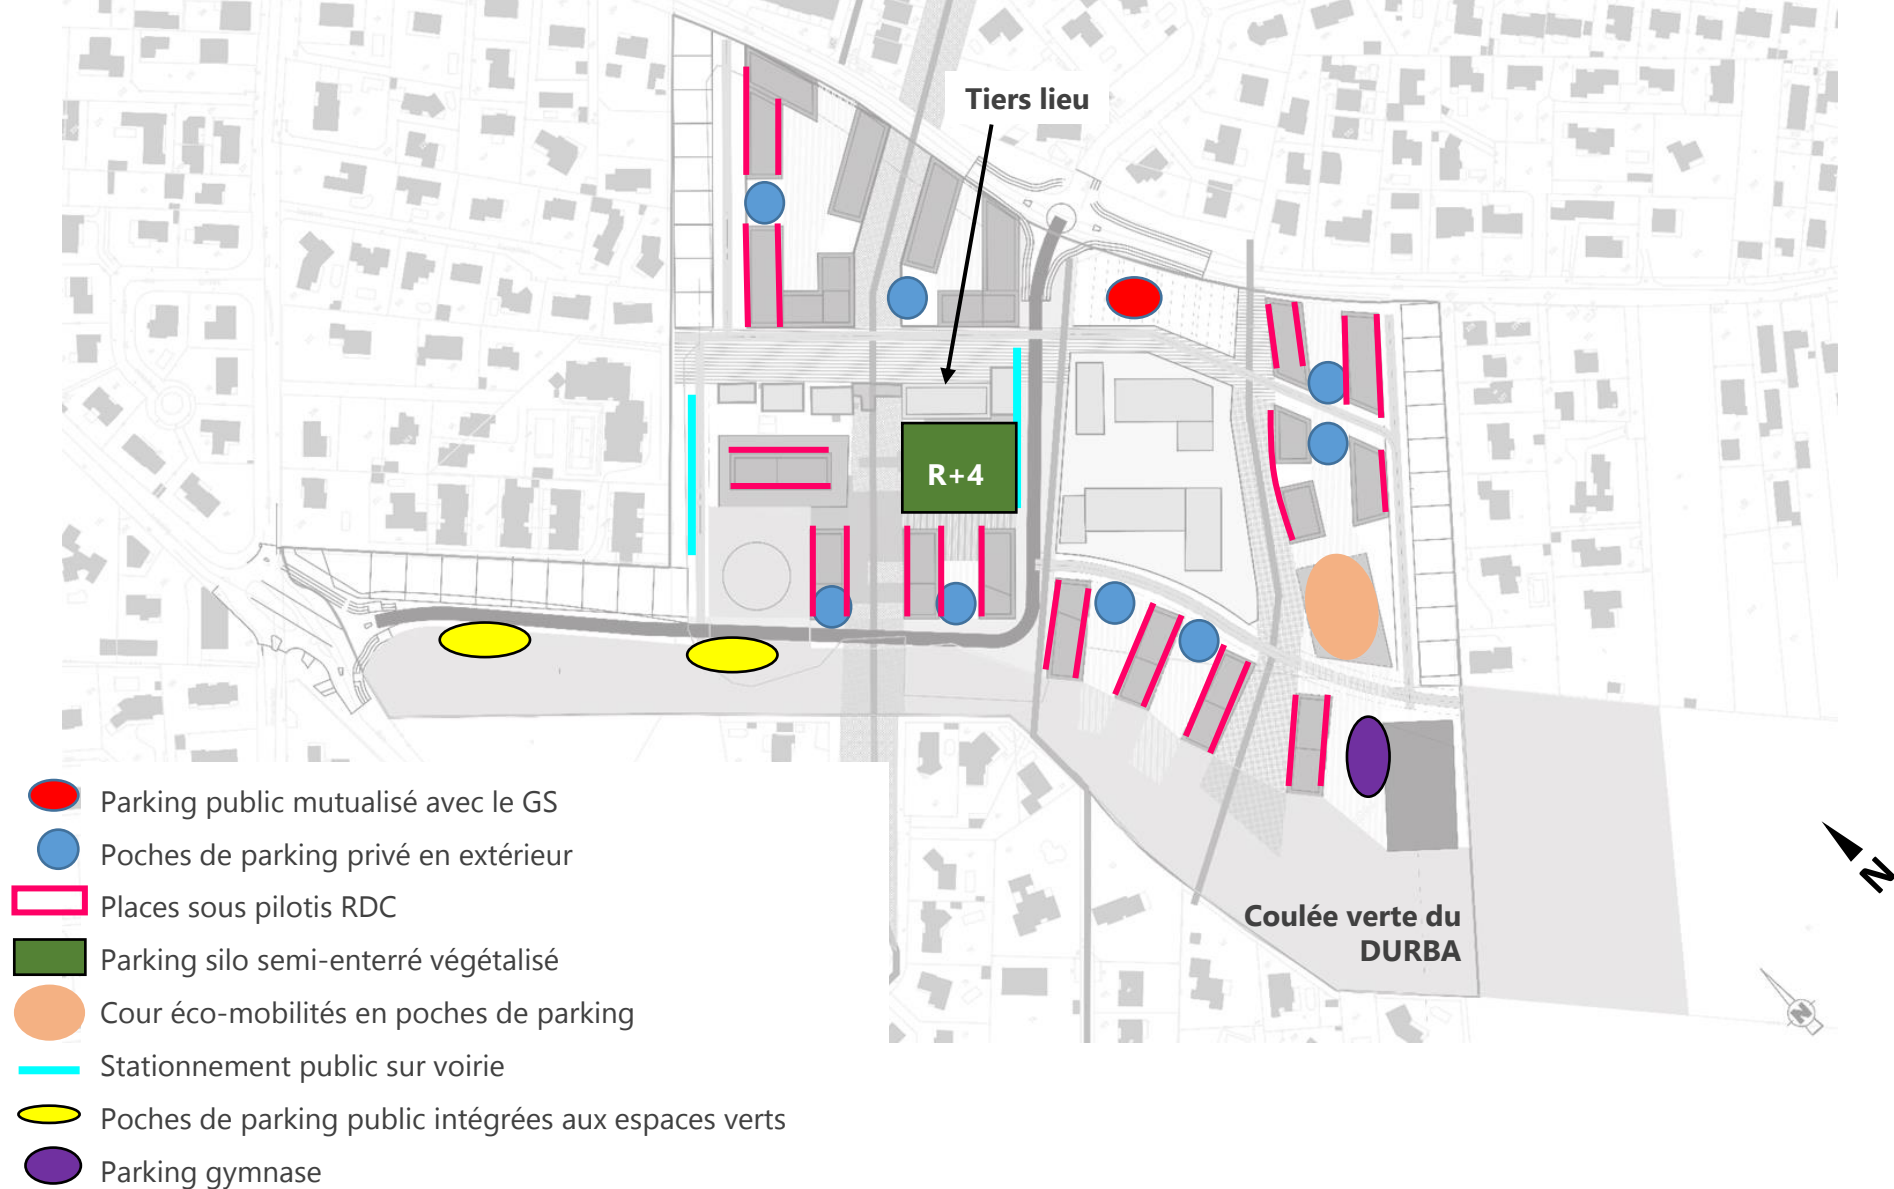 Tiers lieu
R+4
Coulée verte du
DURBA
N
N
Parking public mutualisé avec le GS
Poches de parking privé en extérieur
Places sous pilotis RDC
Parking silo semi-enterré végétalisé
Cour éco-mobilités en poches de parking
Stationnement public sur voirie
Poches de parking public intégrées aux espaces verts
Parking gymnase